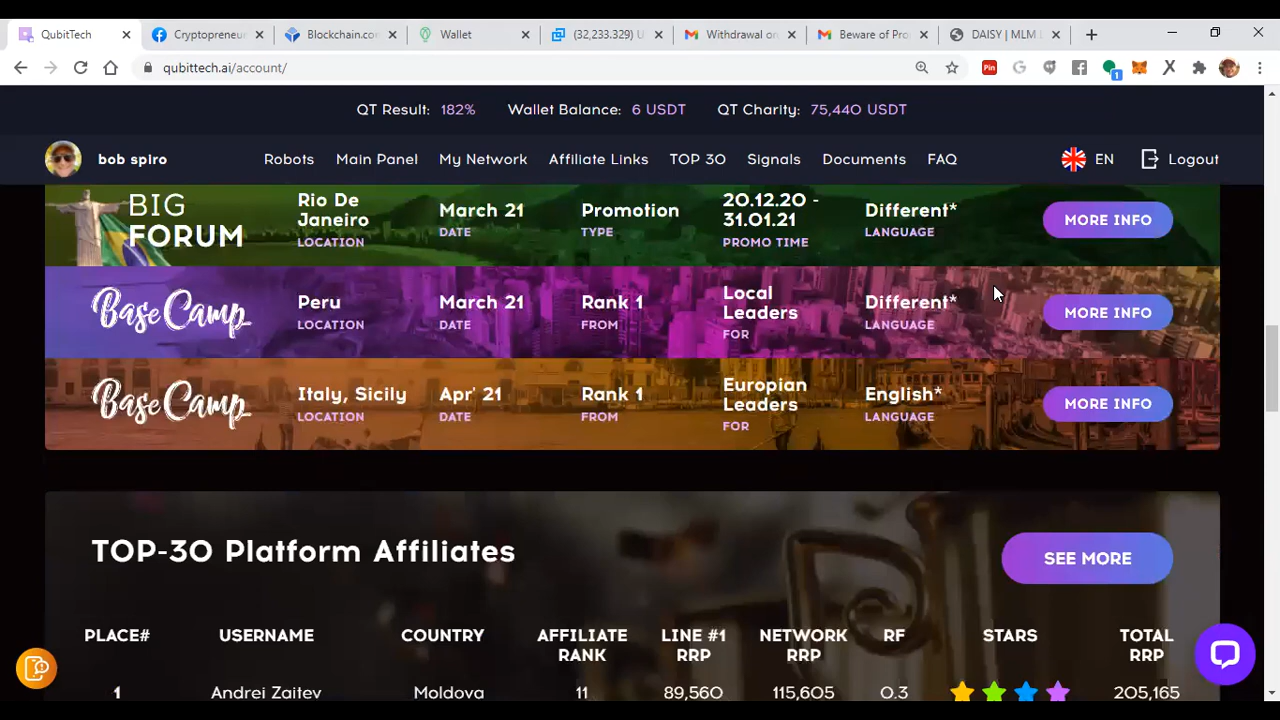 QubitTech
Cryptopreneur
Blockchain.com
Wallet
(32,233.329) U
Withdrawal on
Beware of Pro
DAISY | MLM
qubittech.ai/account/
Pin
1
QT Result: 182% Wallet Balance: 6 USDT QT Charity: 75,440 USDT
bob spiro Robots Main Panel My Network Affiliate Links TOP 30 Signals Documents FAQ EN Logout
BIG
FORUM
Rio De
Janeiro
LOCATION
March 21
DATE
Promotion
TYPE
20.12.20 -
31.01.21
PROMO TIME
Different*
LANGUAGE
MORE INFO
Base Camp
Peru
LOCATION
March 21
DATE
Rank 1
FROM
Local
Leaders
FOR
Different*
LANGUAGE
MORE INFO
Base Camp
Italy, Sicily
LOCATION
Apr' 21
DATE
Rank 1
FROM
Europian
Leaders
FOR
English*
LANGUAGE
MORE INFO
TOP-30 Platform Affiliates
SEE MORE
PLACE# USERNAME COUNTRY AFFILIATE RANK LINE #1 RRP NETWORK RRP RF STARS TOTAL RRP
1 Andrei Zaitev Moldova 11 89,560 115,605 0.3 205,165